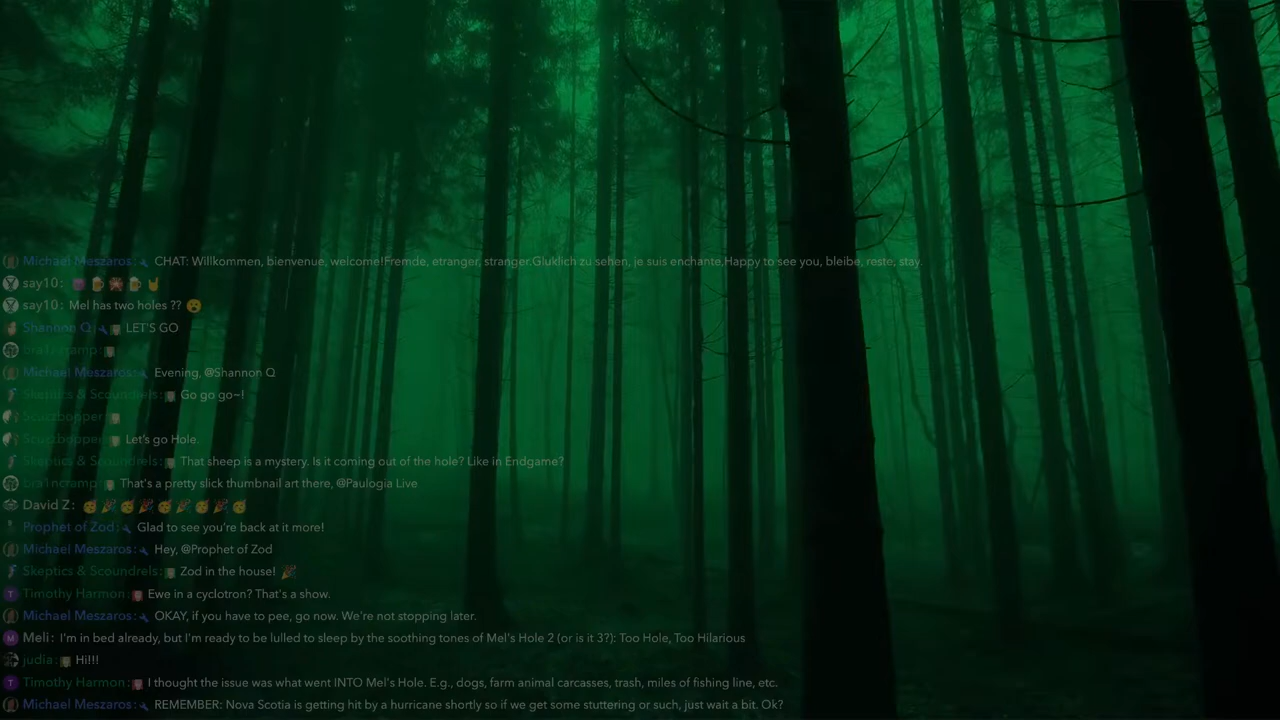 Michael Meszaros: CHAT: Willkommen, bienvenue, welcome!Fremde, etranger, stranger.Gluklich zu sehen, je suis enchante,Happy to see you, bleibe, reste, stay.
say10:
say10: Mel has two holes ??
Shannon Q LET'S GO
bra1ncramp:
Michael Meszaros: Evening, @Shannon Q
Skeptics & Scoundrels: Go go go~!
Scuzzbopper:
Scuzzbopper: Let's go Hole.
Skeptics & Scoundrels: That sheep is a mystery. Is it coming out of the hole? Like in Endgame?
bra1ncramp: That's a pretty slick thumbnail art there, @Paulogia Live
David Z:
Prophet of Zod: Glad to see you're back at it more!
Michael Meszaros: Hey, @Prophet of Zod
Skeptics & Scoundrels: Zod in the house!
T Timothy Harmon: Ewe in a cyclotron? That's a show.
Michael Meszaros: OKAY, if you have to pee, go now. We're not stopping later.
M Meli: I'm in bed already, but I'm ready to be lulled to sleep by the soothing tones of Mel's Hole 2 (or is it 3?): Too Hole, Too Hilarious
judia: Hi!!!
T Timothy Harmon: I thought the issue was what went INTO Mel's Hole. E.g., dogs, farm animal carcasses, trash, miles of fishing line, etc.
Michael Meszaros: REMEMBER: Nova Scotia is getting hit by a hurricane shortly so if we get some stuttering or such, just wait a bit. Ok?